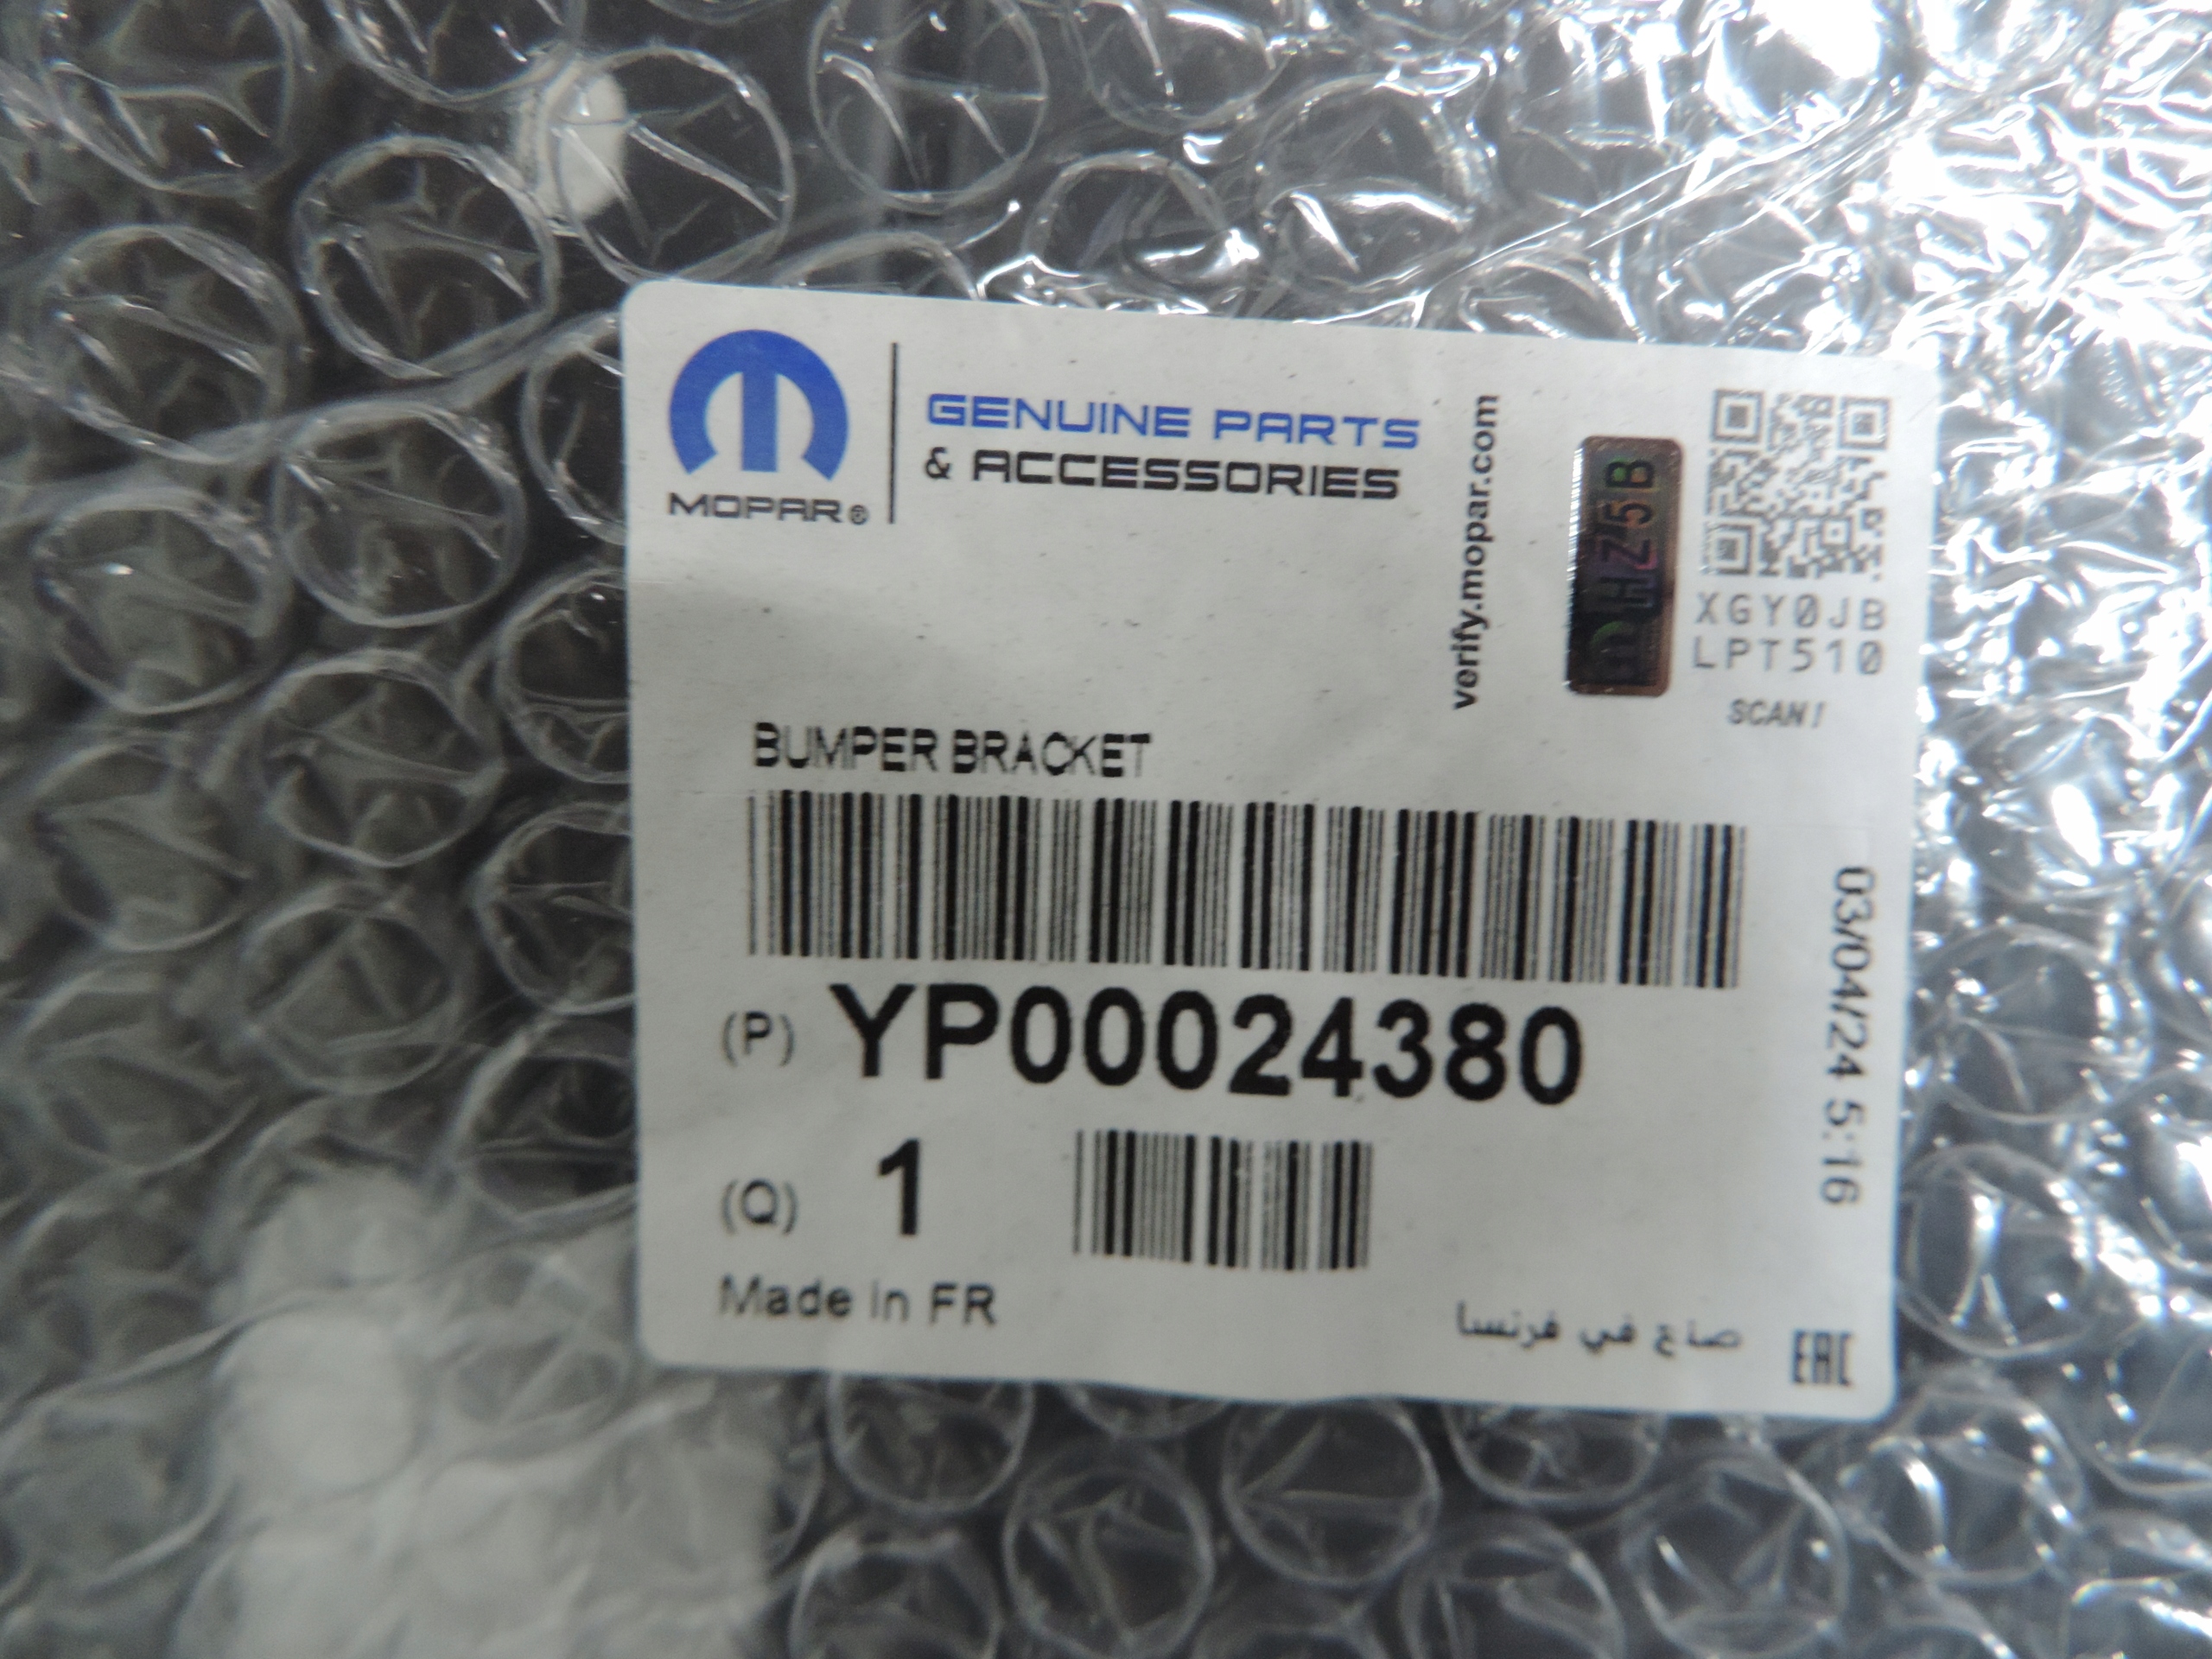 MOPAR®
GENUINE PARTS
& ACCESSORIES
verify.mopar.com
HZ5B
XGY0JB
LPT510
SCAN!
BUMPER BRACKET
(P) YP00024380
03/04/24 5:16
(Q) 1
Made in FR
صنع في فرنسا
EAC